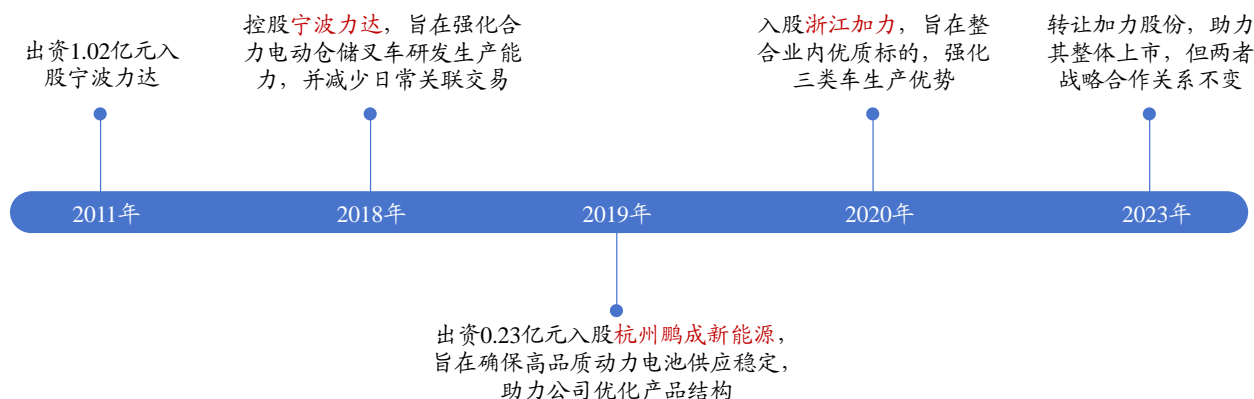 出资1.02亿元入
股宁波力达
控股宁波力达，旨在强化合
力电动仓储叉车研发生产能
力，并减少日常关联交易
入股浙江加力，旨在整
合业内优质标的，强化
三类车生产优势
转让加力股份，助力
其整体上市，但两者
战略合作关系不变
2011年
2018年
2019年
2020年
2023年
出资0.23亿元入股杭州鹏成新能源，
旨在确保高品质动力电池供应稳定，
助力公司优化产品结构